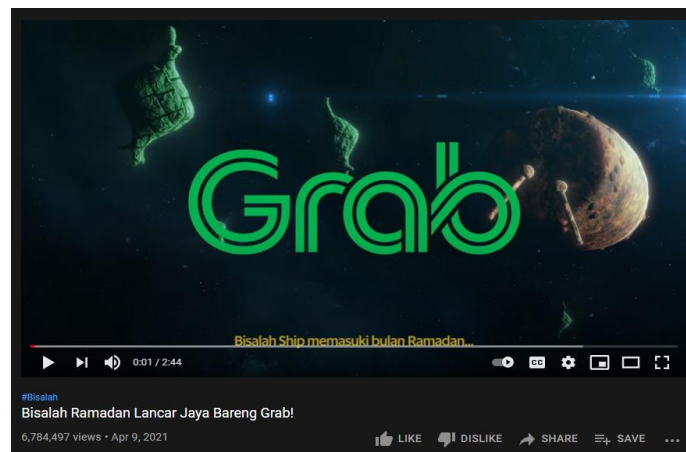 Grab
Bisalah Ship memasuki bulan Ramadan...
0:01 / 2:44
CC
#Bisalah
Bisalah Ramadan Lancar Jaya Bareng Grab!
6,784,497 views • Apr 9, 2021
LIKE DISLIKE SHARE SAVE